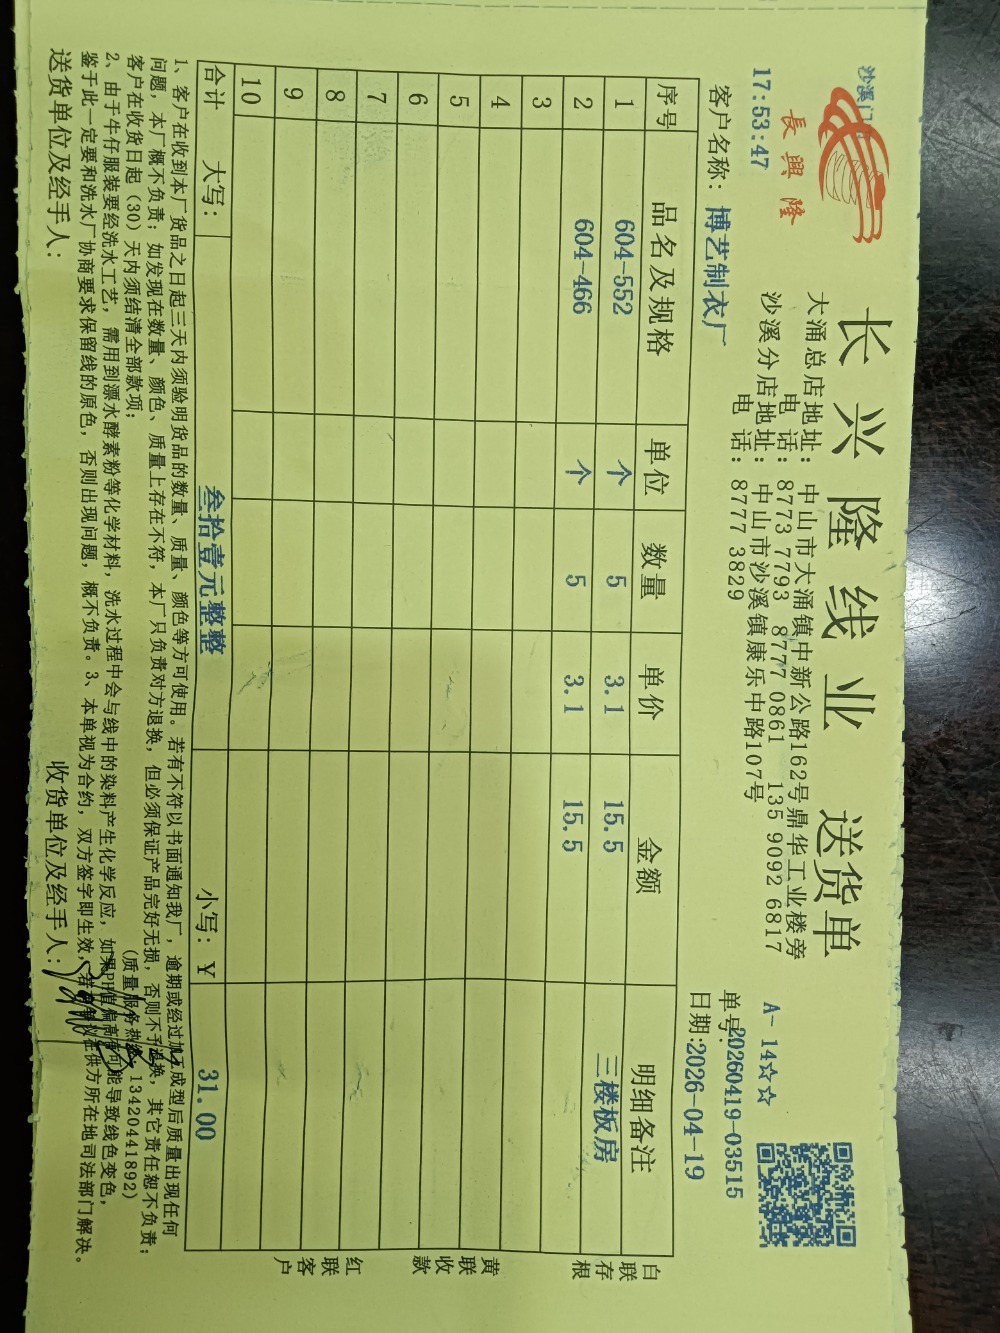 沙溪门
長興隆
17:53:47
长兴隆线业 送货单
大涌总店地址: 中山市大涌镇中新公路162号鼎华工业楼旁
电 话: 8773 7793 8777 0861 135 9092 6817
沙溪分店地址: 中山市沙溪镇康乐中路107号
电 话: 8777 3829
A-14☆☆
单号:20260419-03515
客户名称: 博艺制衣厂
日期:2026-04-19
序号 品名及规格 单位 数量 单价 金额 明细备注
1 604-552 个 5 3.1 15.5 三楼板房
2 604-466 个 5 3.1 15.5
3
4
5
6
7
8
9
10
合计 大写: 叁拾壹元整整 小写: ¥ 31.00
白联存根
黄联收款
红联客户
1、客户在收到本厂货品之日起三天内须验明货品的数量、质量、颜色等方可使用。若有不符以书面通知我厂，逾期或经过加工成型后质量出现任何
问题，本厂概不负责；如发现在数量、颜色、质量上存在不符，本厂只负责对方退换，但必须保证产品完好无损，否则不予退换，其它责任恕不负责；
客户在收货日起（30）天内须结清全部款项； (质量服务热线:13420441892)
2、由于牛仔服装要经洗水工艺，需用到漂水酵素粉等化学材料，洗水过程中会与线中的染料产生化学反应，如果PH值偏高都可能导致线色变色，
鉴于此一定要和洗水厂协商要求保留线的原色，否则出现问题，概不负责。3、本单视为合约，双方签字即生效，若有争议在供方所在地司法部门解决。
送货单位及经手人: 收货单位及经手人: